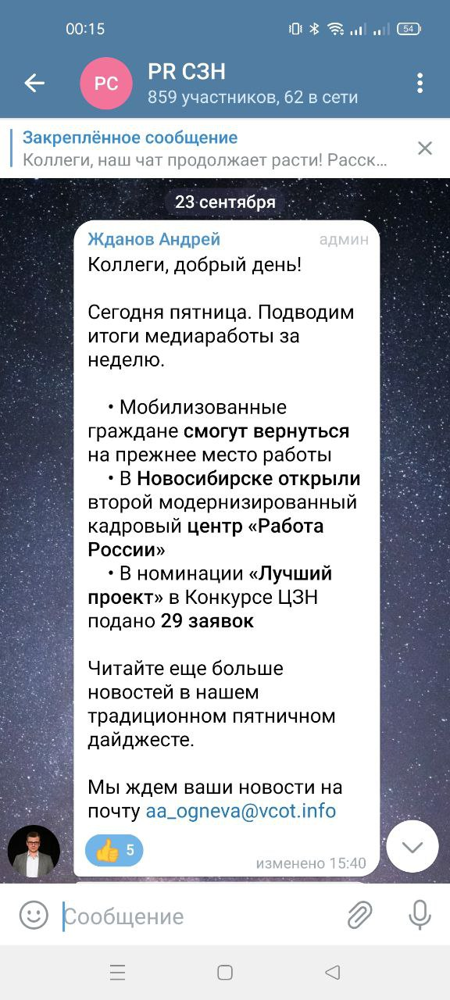 00:15
54
РС
PR СЗН
859 участников, 62 в сети
Закреплённое сообщение
Коллеги, наш чат продолжает расти! Расск...
23 сентября
Жданов Андрей
админ
Коллеги, добрый день!
Сегодня пятница. Подводим
итоги медиаработы за
неделю.
• Мобилизованные
граждане смогут вернуться
на прежнее место работы
• В Новосибирске открыли
второй модернизированный
кадровый центр «Работа
России»
• В номинации «Лучший
проект» в Конкурсе ЦЗН
подано 29 заявок
Читайте еще больше
новостей в нашем
традиционном пятничном
дайджесте.
Мы ждем ваши новости на
почту aa_ogneva@vcot.info
👍 5
изменено 15:40
Сообщение